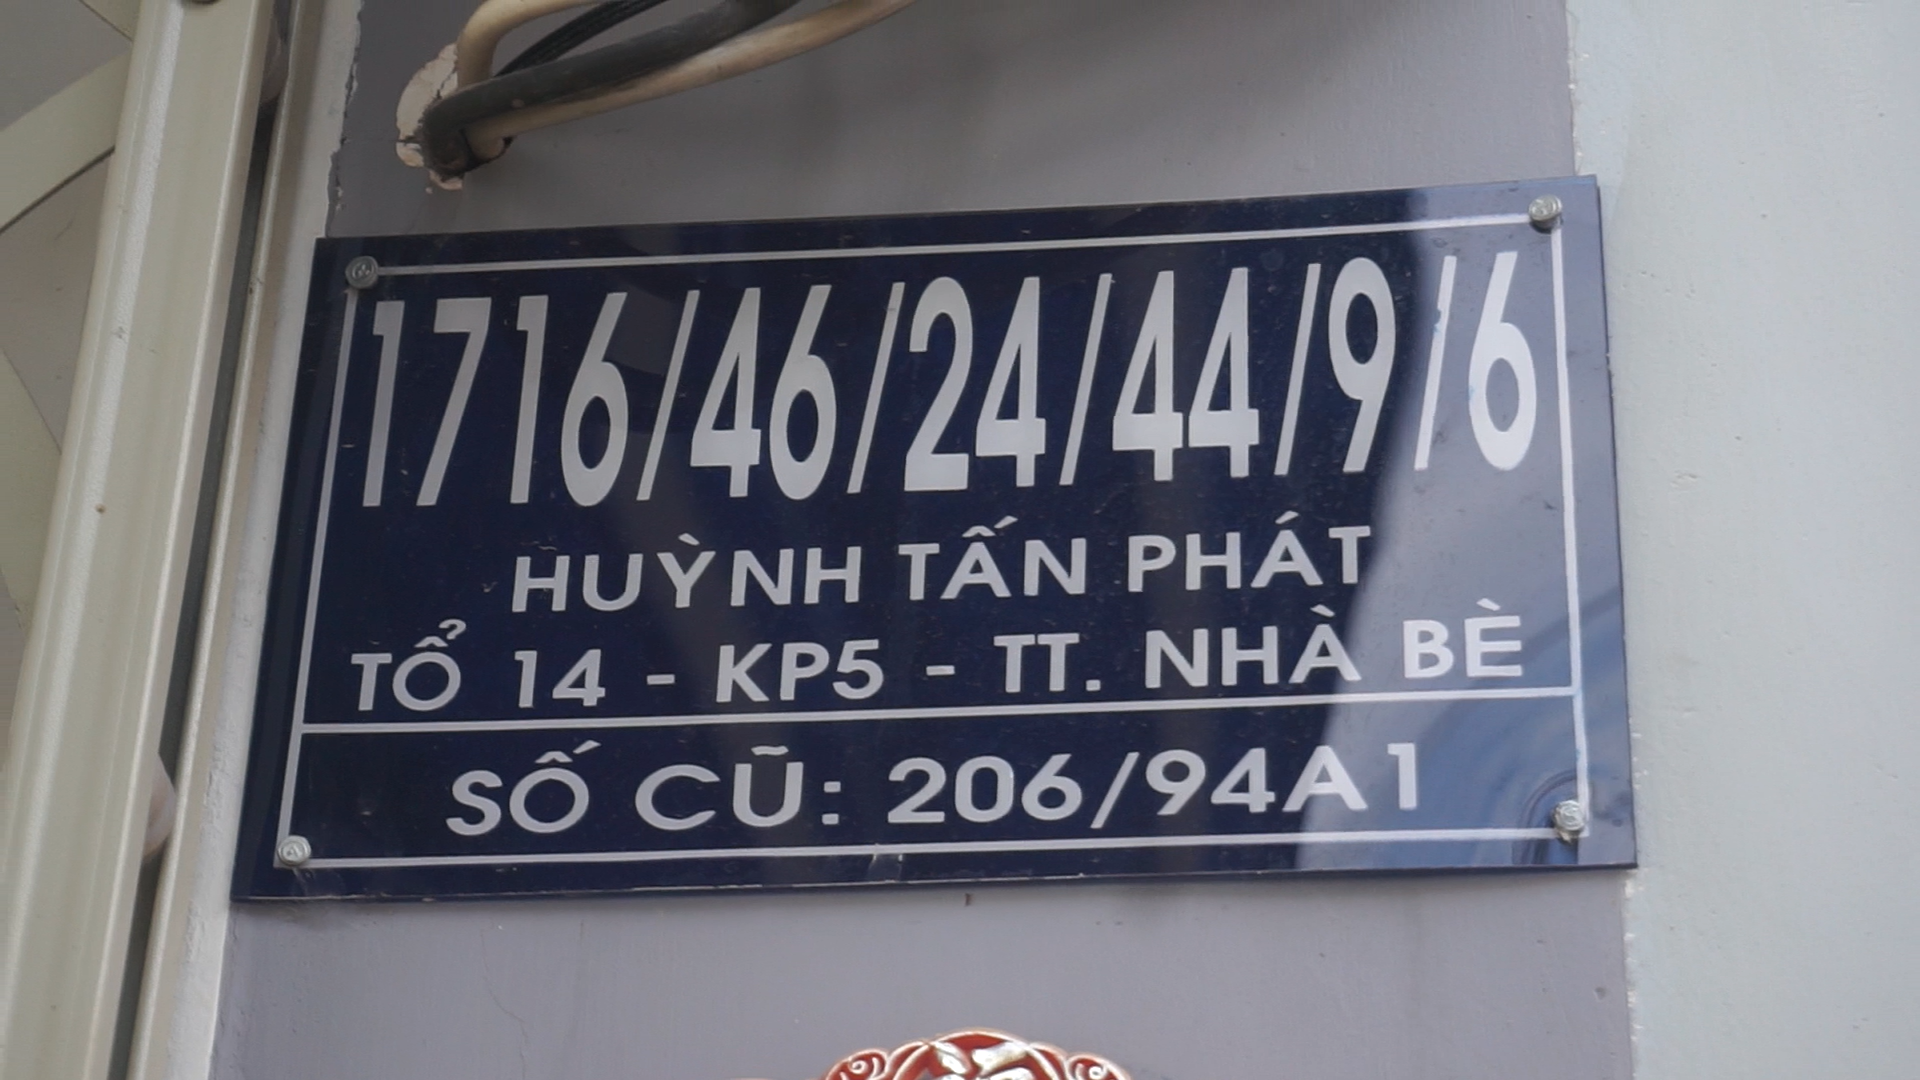 1716/46/24/44/9/6
HUỲNH TẤN PHÁT
TỔ 14 - KP5 - TT. NHÀ BÈ
SỐ CŨ: 206/94A1